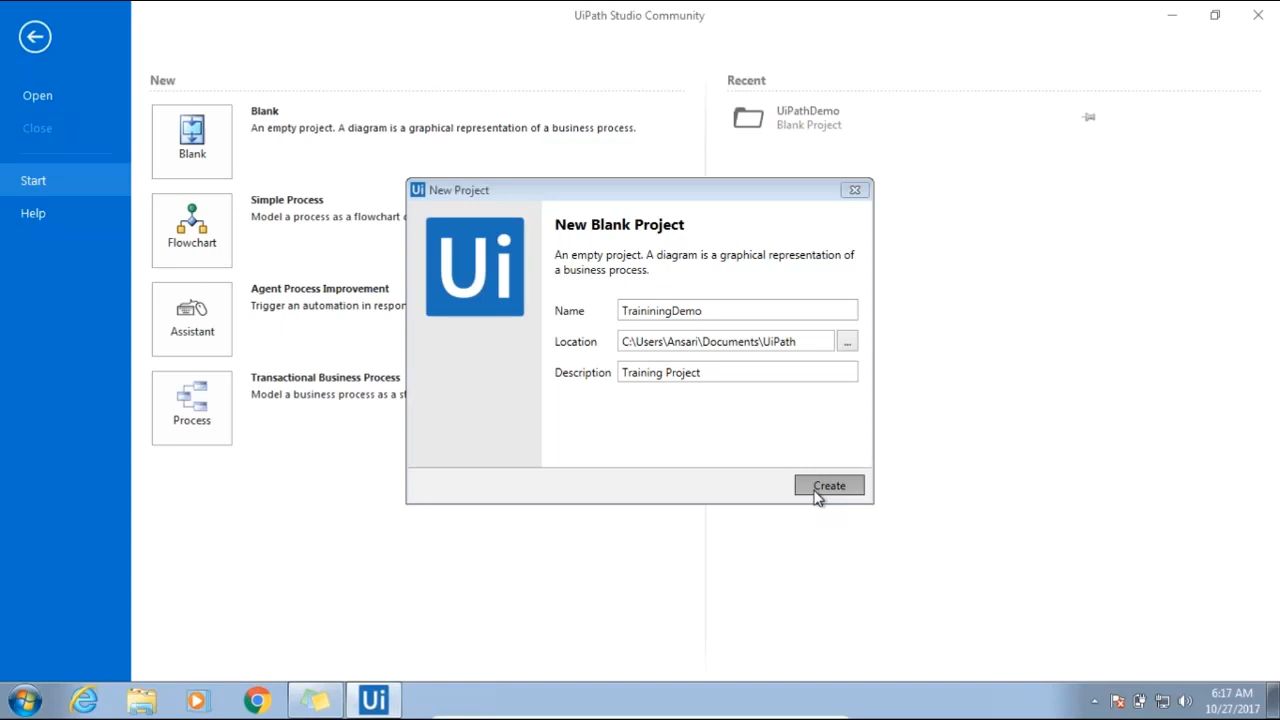 UiPath Studio Community
Open
Close
Start
Help
New
Blank
Blank
An empty project. A diagram is a graphical representation of a business process.
Flowchart
Simple Process
Model a process as a flowchart
Assistant
Agent Process Improvement
Trigger an automation in respon
Process
Transactional Business Process
Model a business process as a st
Recent
UiPathDemo
Blank Project
Ui New Project
Ui
New Blank Project
An empty project. A diagram is a graphical representation of
a business process.
Name TraininingDemo
Location C:\Users\Ansari\Documents\UiPath ...
Description Training Project
Create
Ui
6:17 AM
10/27/2017